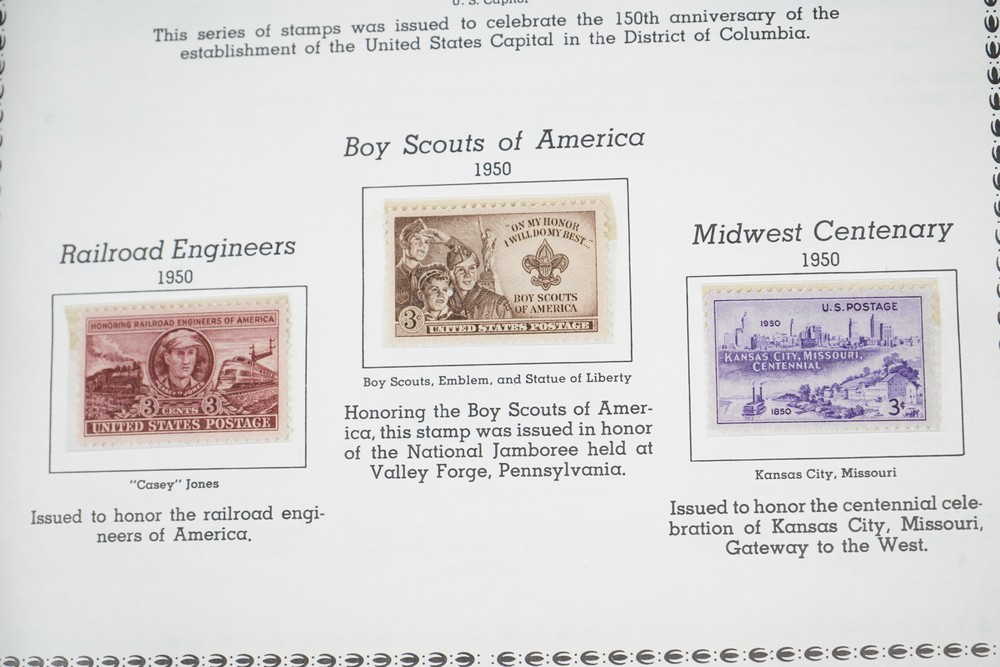 U. S. Capitol
This series of stamps was issued to celebrate the 150th anniversary of the
establishment of the United States Capital in the District of Columbia.
Boy Scouts of America
1950
"ON MY HONOR
I WILL DO MY BEST..."
BOY SCOUTS
OF AMERICA
3
UNITED STATES POSTAGE
Boy Scouts, Emblem, and Statue of Liberty
Honoring the Boy Scouts of Amer-
ica, this stamp was issued in honor
of the National Jamboree held at
Valley Forge, Pennsylvania.
Railroad Engineers
1950
HONORING RAILROAD ENGINEERS OF AMERICA
CASEY JONES
3 CENTS 3
UNITED STATES POSTAGE
"Casey" Jones
Issued to honor the railroad engi-
neers of America.
Midwest Centenary
1950
U.S. POSTAGE
1950
KANSAS CITY, MISSOURI,
CENTENNIAL
1850
3¢
Kansas City, Missouri
Issued to honor the centennial cele-
bration of Kansas City, Missouri,
Gateway to the West.